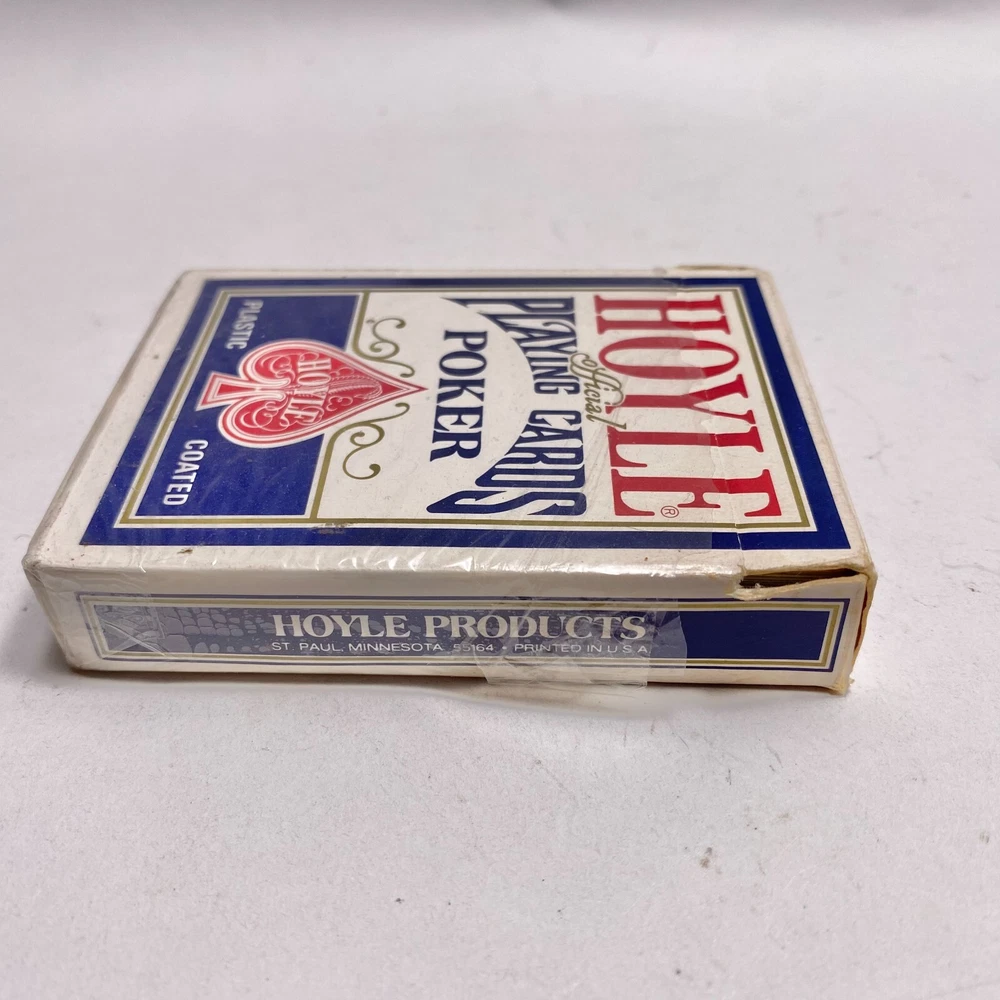 HOYLE®
Official
PLAYING CARDS
POKER
HOYLE
PLASTIC COATED
HOYLE PRODUCTS
ST PAUL, MINNESOTA 55164 • PRINTED IN U S A